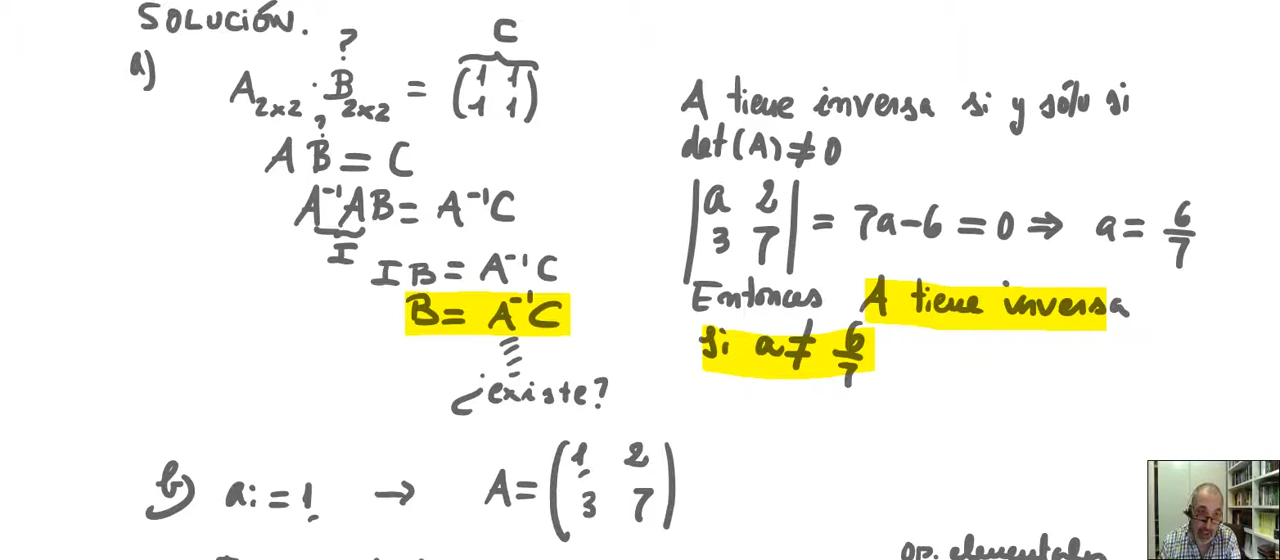 SOLUCIÓN.
a)
?
C
A₂ₓ₂ · B₂ₓ₂ = (1 1
1 1)
?
A B = C
A⁻¹AB = A⁻¹C
I
I B = A⁻¹C
B = A⁻¹C
¿existe?
A tiene inversa si y sólo si
det(A) ≠ 0
|a 2
3 7| = 7a-6 = 0 ⇒ a = 6/7
Entonces A tiene inversa
si a ≠ 6/7
b) a := 1 → A = (1 2
3 7)
op. elementales